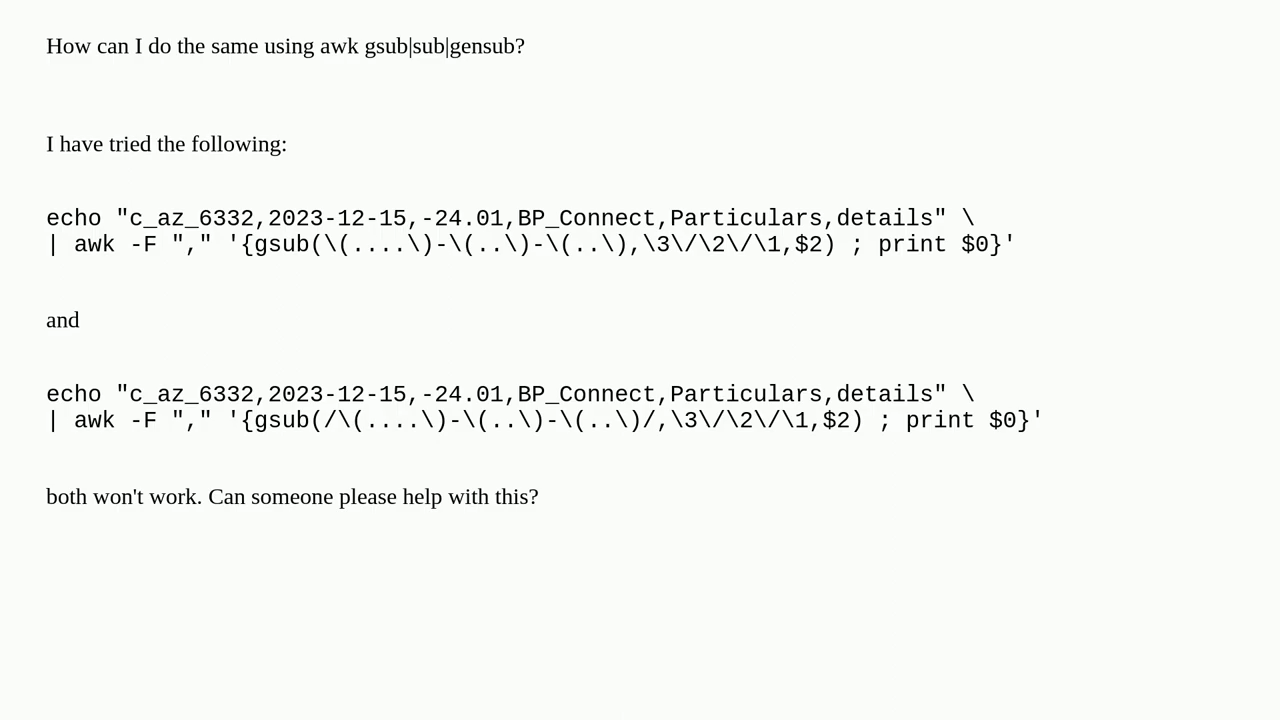 How can I do the same using awk gsub|sub|gensub?
I have tried the following:
echo "c_az_6332,2023-12-15,-24.01,BP_Connect,Particulars,details" \
| awk -F "," '{gsub(\(....\)-\(..\)-\(..\),\3\/\2\/\1,$2) ; print $0}'
and
echo "c_az_6332,2023-12-15,-24.01,BP_Connect,Particulars,details" \
| awk -F "," '{gsub(/\(....\)-\(..\)-\(..\)/,\3\/\2\/\1,$2) ; print $0}'
both won't work. Can someone please help with this?